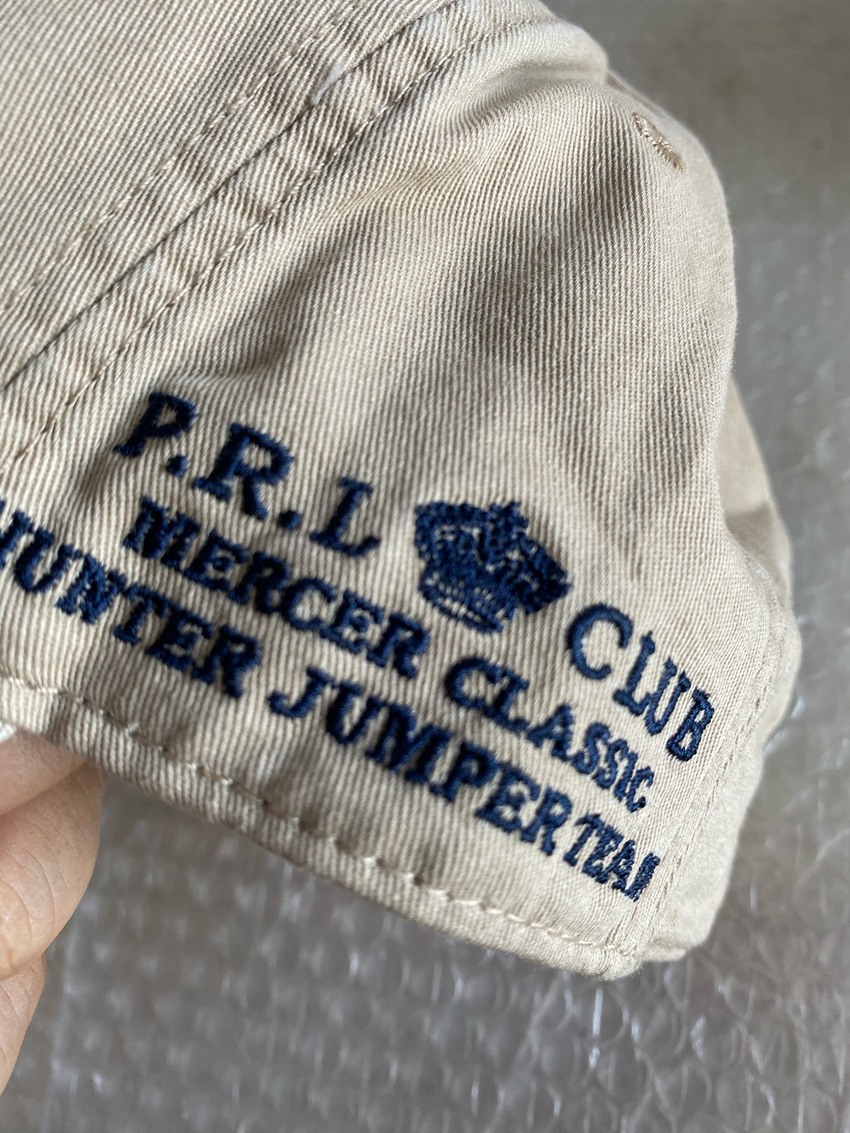 P.R.L CLUB
MERCER CLASSIC
HUNTER JUMPER TEAM